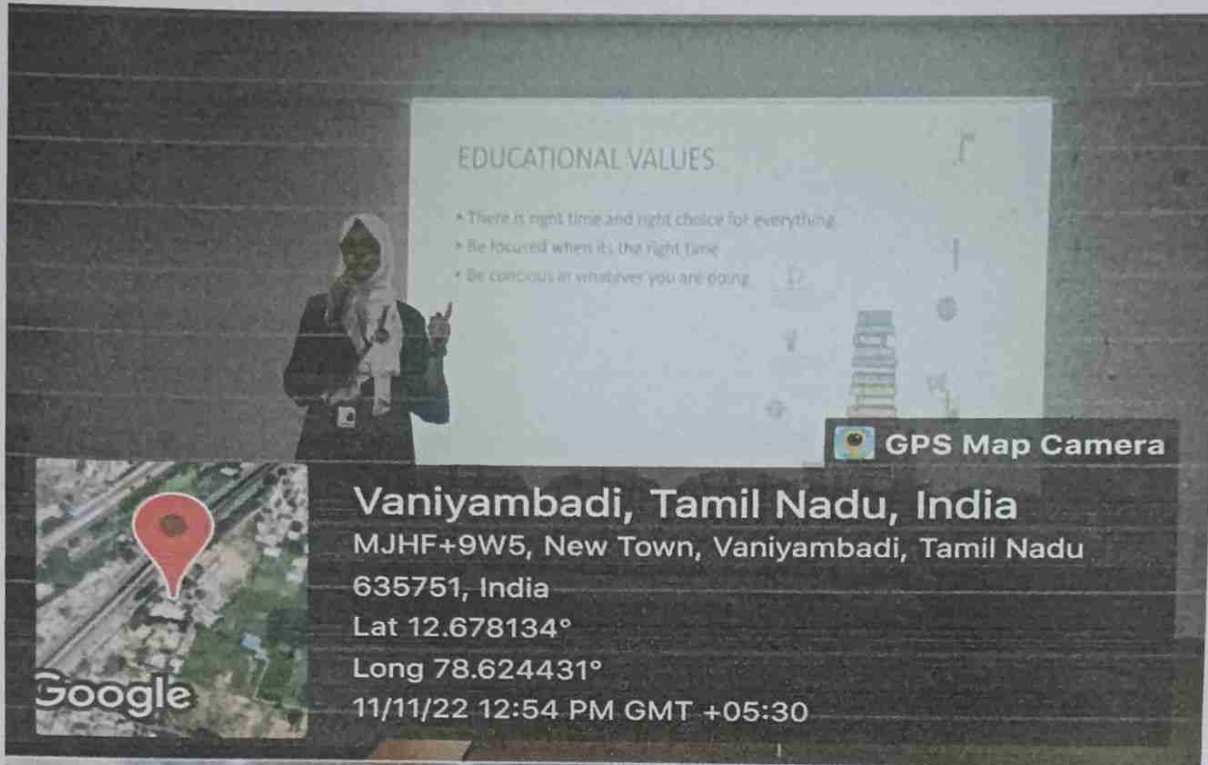 EDUCATIONAL VALUES
• There is right time and right choice for everything
• Be focused when its the right time
• Be concious in whatever you are doing
GPS Map Camera
Vaniyambadi, Tamil Nadu, India
MJHF+9W5, New Town, Vaniyambadi, Tamil Nadu
635751, India
Lat 12.678134°
Long 78.624431°
11/11/22 12:54 PM GMT +05:30
Google